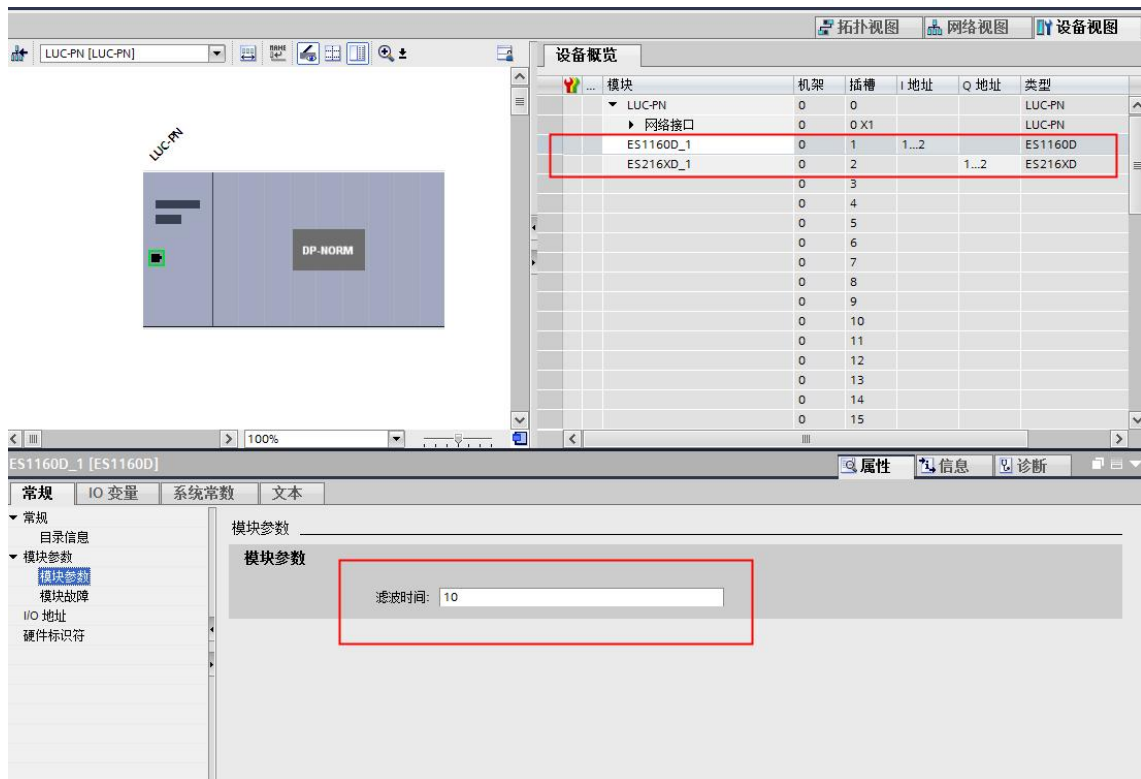 拓扑视图 网络视图 设备视图
LUC-PN [LUC-PN]
设备概览
... 模块 机架 插槽 I 地址 Q 地址 类型
LUC-PN 0 0 LUC-PN
网络接口 0 0 X1 LUC-PN
ES1160D_1 0 1 1...2 ES1160D
ES216XD_1 0 2 1...2 ES216XD
0 3
0 4
0 5
0 6
0 7
0 8
0 9
0 10
0 11
0 12
0 13
0 14
0 15
LUC-PN
DP-NORM
100%
ES1160D_1 [ES1160D]
属性 信息 诊断
常规 IO 变量 系统常数 文本
常规
目录信息
模块参数
模块参数
模块故障
I/O 地址
硬件标识符
模块参数
模块参数
滤波时间: 10